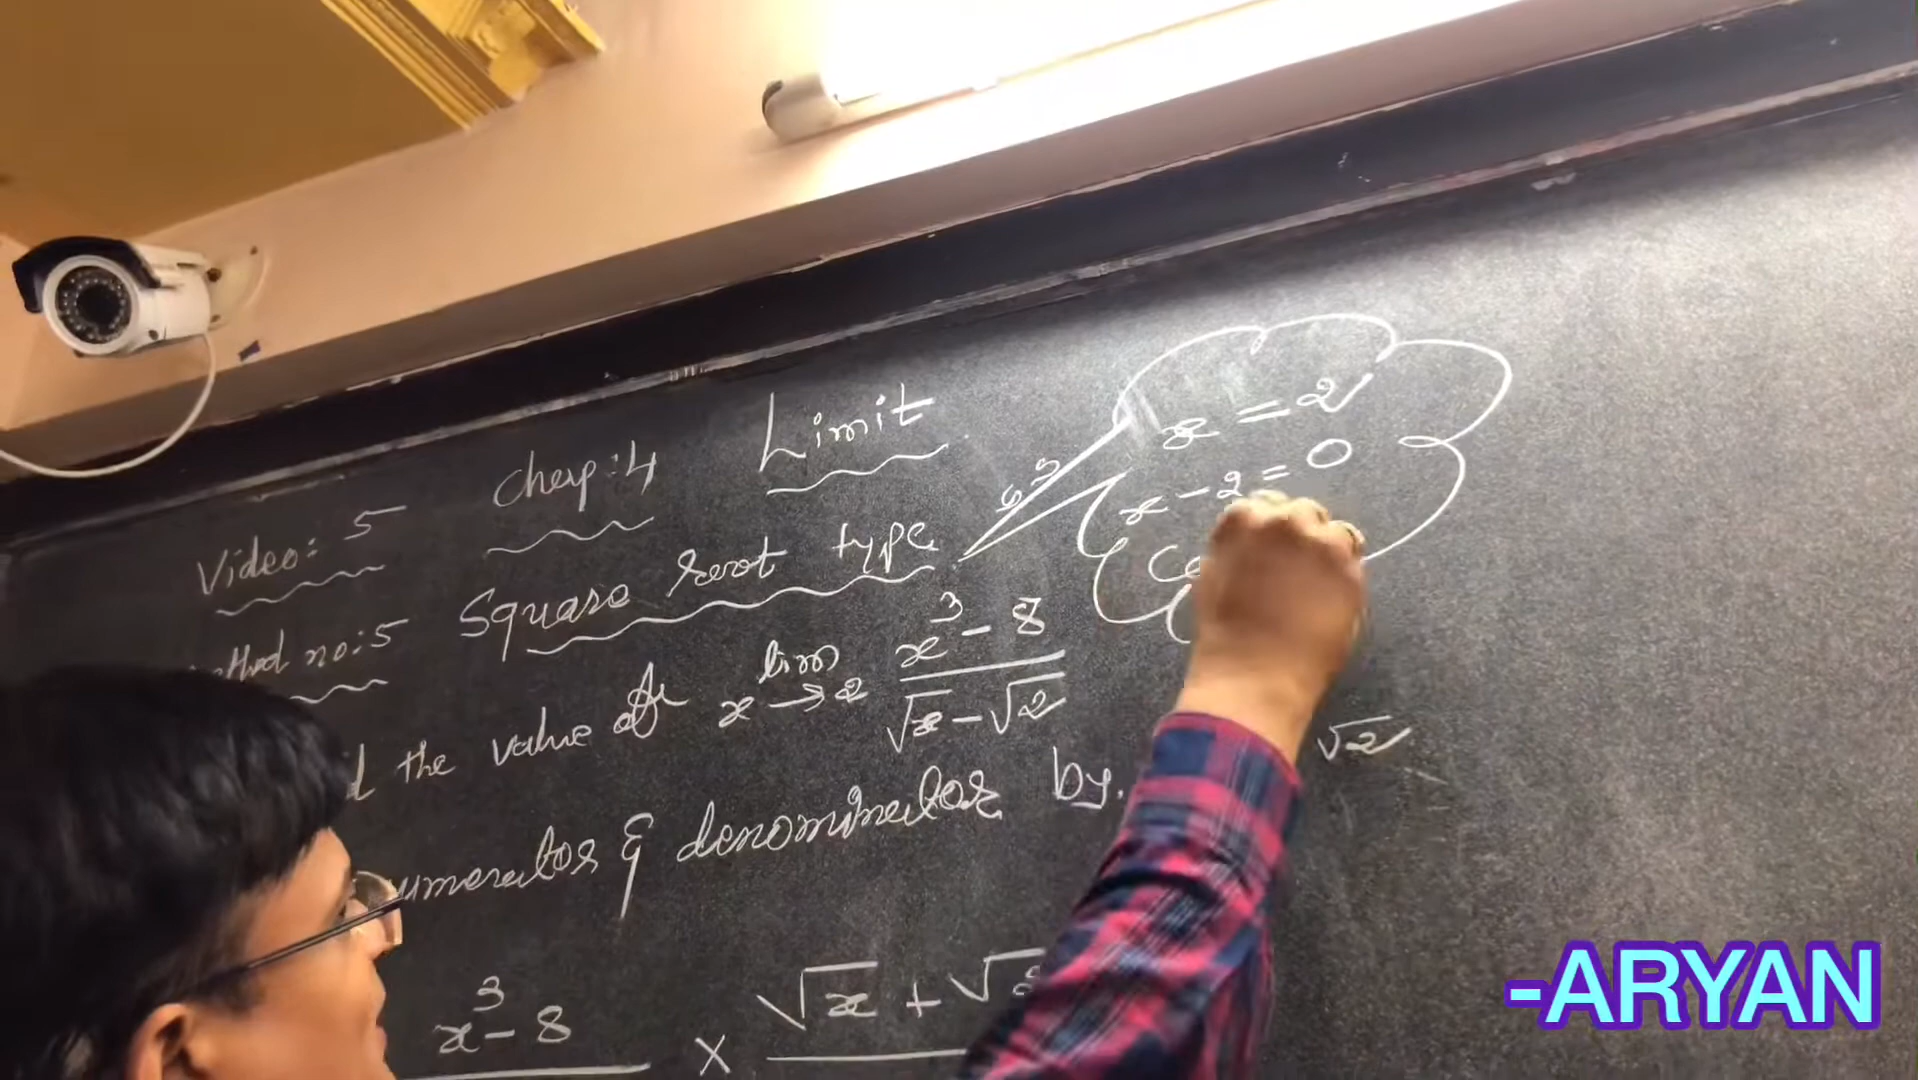 Video: 5 Chap: 4 Limit
Method no: 5 Square root type
the value of lim x→2 (x³ - 8)/(√x - √2)
numerator & denominator by
x³ - 8 × √x + √2
x = 2
x - 2 = 0
√2
-ARYAN